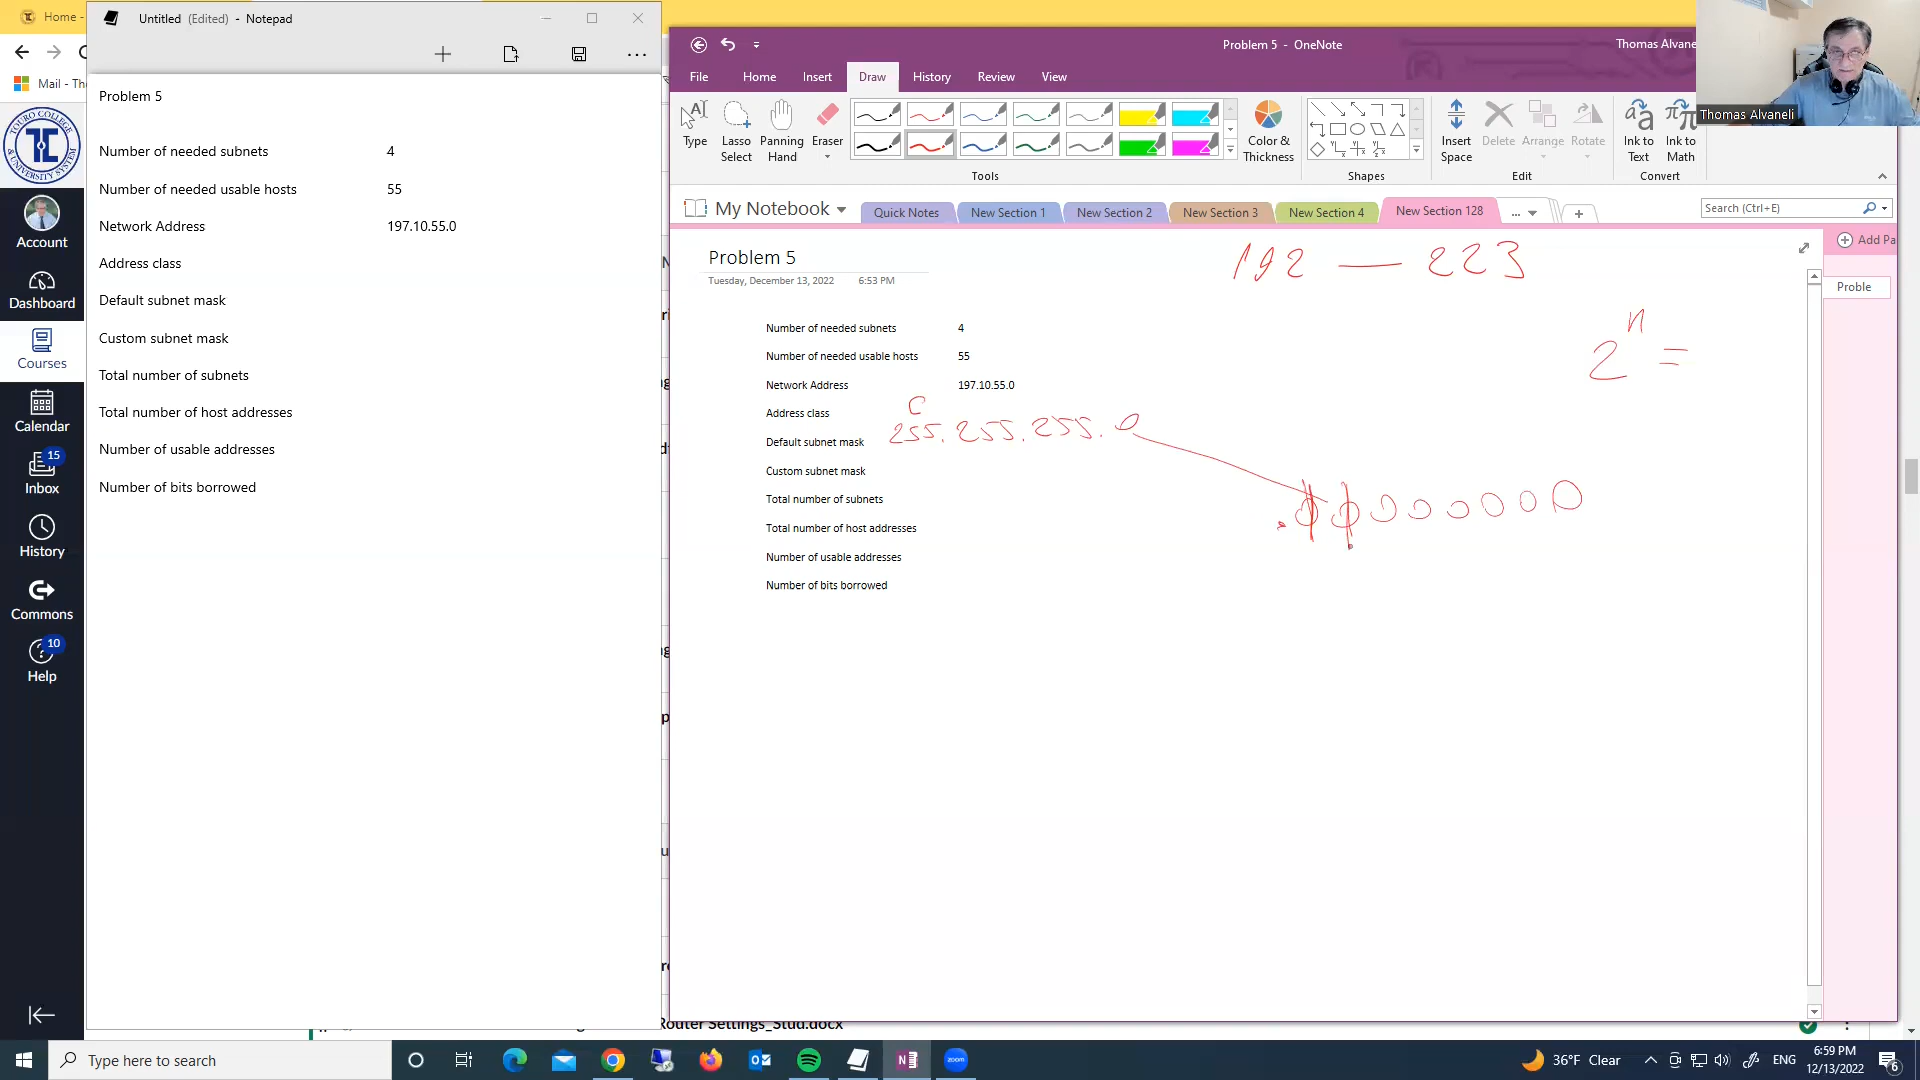 Home -
Untitled (Edited) - Notepad
Mail - Th
Problem 5
Number of needed subnets 4
Number of needed usable hosts 55
Network Address 197.10.55.0
Address class
Default subnet mask
Custom subnet mask
Total number of subnets
Total number of host addresses
Number of usable addresses
Number of bits borrowed
TOURO COLLEGE
& UNIVERSITY SYSTEM
Account
Dashboard
Courses
Calendar
15
Inbox
History
Commons
10
Help
Problem 5 - OneNote
Thomas Alvane
File Home Insert Draw History Review View
Type
Lasso Select
Panning Hand
Eraser
Color & Thickness
Insert Space
Delete
Arrange
Rotate
Ink to Text
Ink to Math
Tools
Shapes
Edit
Convert
Thomas Alvaneli
My Notebook
Quick Notes New Section 1 New Section 2 New Section 3 New Section 4 New Section 128 ...
Search (Ctrl+E)
Add Pa
Proble
Problem 5
Tuesday, December 13, 2022 6:53 PM
192 — 223
2^n =
Number of needed subnets 4
Number of needed usable hosts 55
Network Address 197.10.55.0
Address class C
Default subnet mask 255.255.255.0
Custom subnet mask
Total number of subnets
Total number of host addresses
Number of usable addresses
Number of bits borrowed
.00000000
Router Settings_Stud.docx
Type here to search
zoom
36°F Clear
ENG
6:59 PM
12/13/2022
6